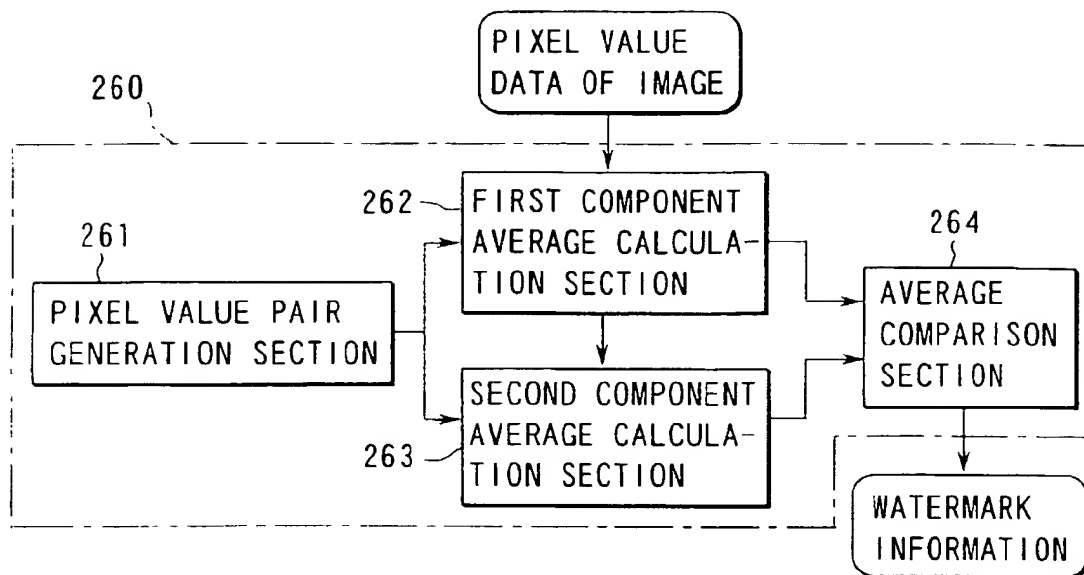 PIXEL VALUE
DATA OF IMAGE
260
262
FIRST COMPONENT
AVERAGE CALCULA-
TION SECTION
261
PIXEL VALUE PAIR
GENERATION SECTION
264
AVERAGE
COMPARISON
SECTION
263
SECOND COMPONENT
AVERAGE CALCULA-
TION SECTION
WATERMARK
INFORMATION